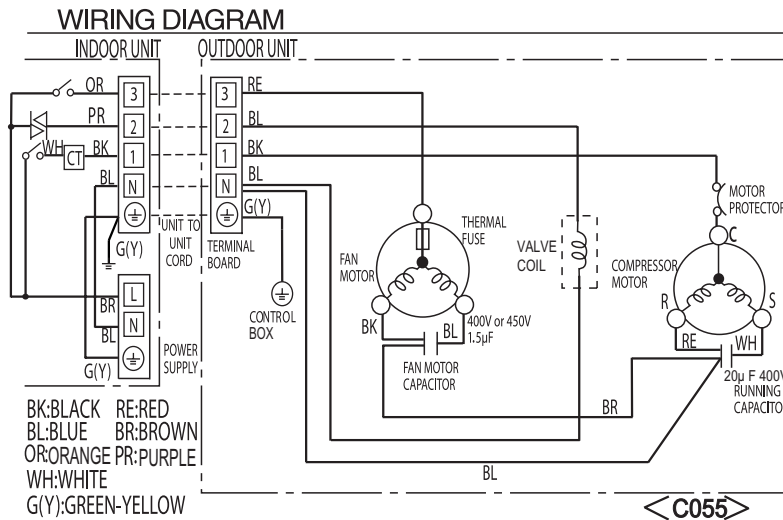 WIRING DIAGRAM
INDOOR UNIT
OUTDOOR UNIT
OR
3
3
RE
PR
2
2
BL
WH
CT
BK
1
1
BK
BL
N
N
BL
G(Y)
UNIT TO
UNIT
CORD
TERMINAL
BOARD
G(Y)
CONTROL
BOX
THERMAL
FUSE
FAN
MOTOR
VALVE
COIL
MOTOR
PROTECTOR
C
COMPRESSOR
MOTOR
R
S
BR
L
BL
N
G(Y)
POWER
SUPPLY
BK
BL
400V or 450V
1.5µF
FAN MOTOR
CAPACITOR
RE
WH
20µ F 400V
RUNNING
CAPACITO
BR
BL
BK:BLACK RE:RED
BL:BLUE BR:BROWN
OR:ORANGE PR:PURPLE
WH:WHITE
G(Y):GREEN-YELLOW
<C055>